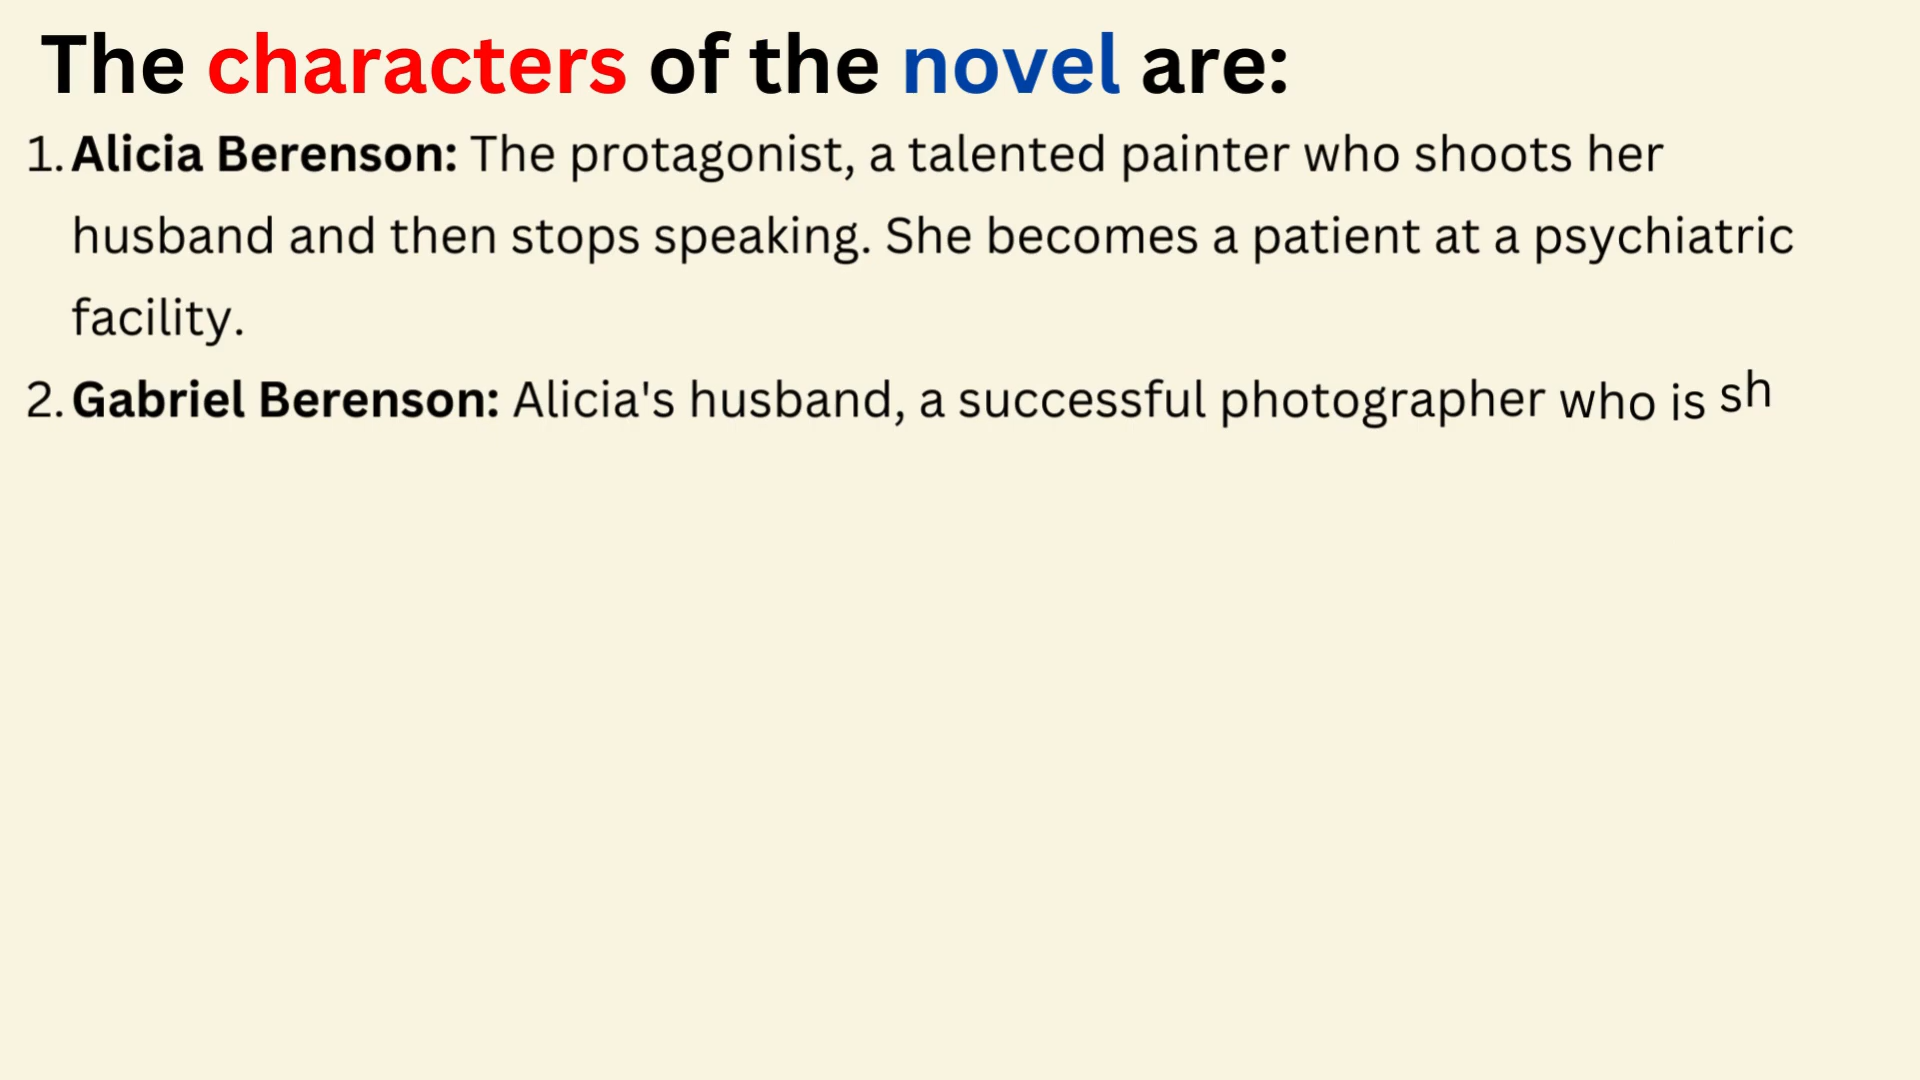 The characters of the novel are:
1. Alicia Berenson: The protagonist, a talented painter who shoots her
husband and then stops speaking. She becomes a patient at a psychiatric
facility.
2. Gabriel Berenson: Alicia's husband, a successful photographer who is sh